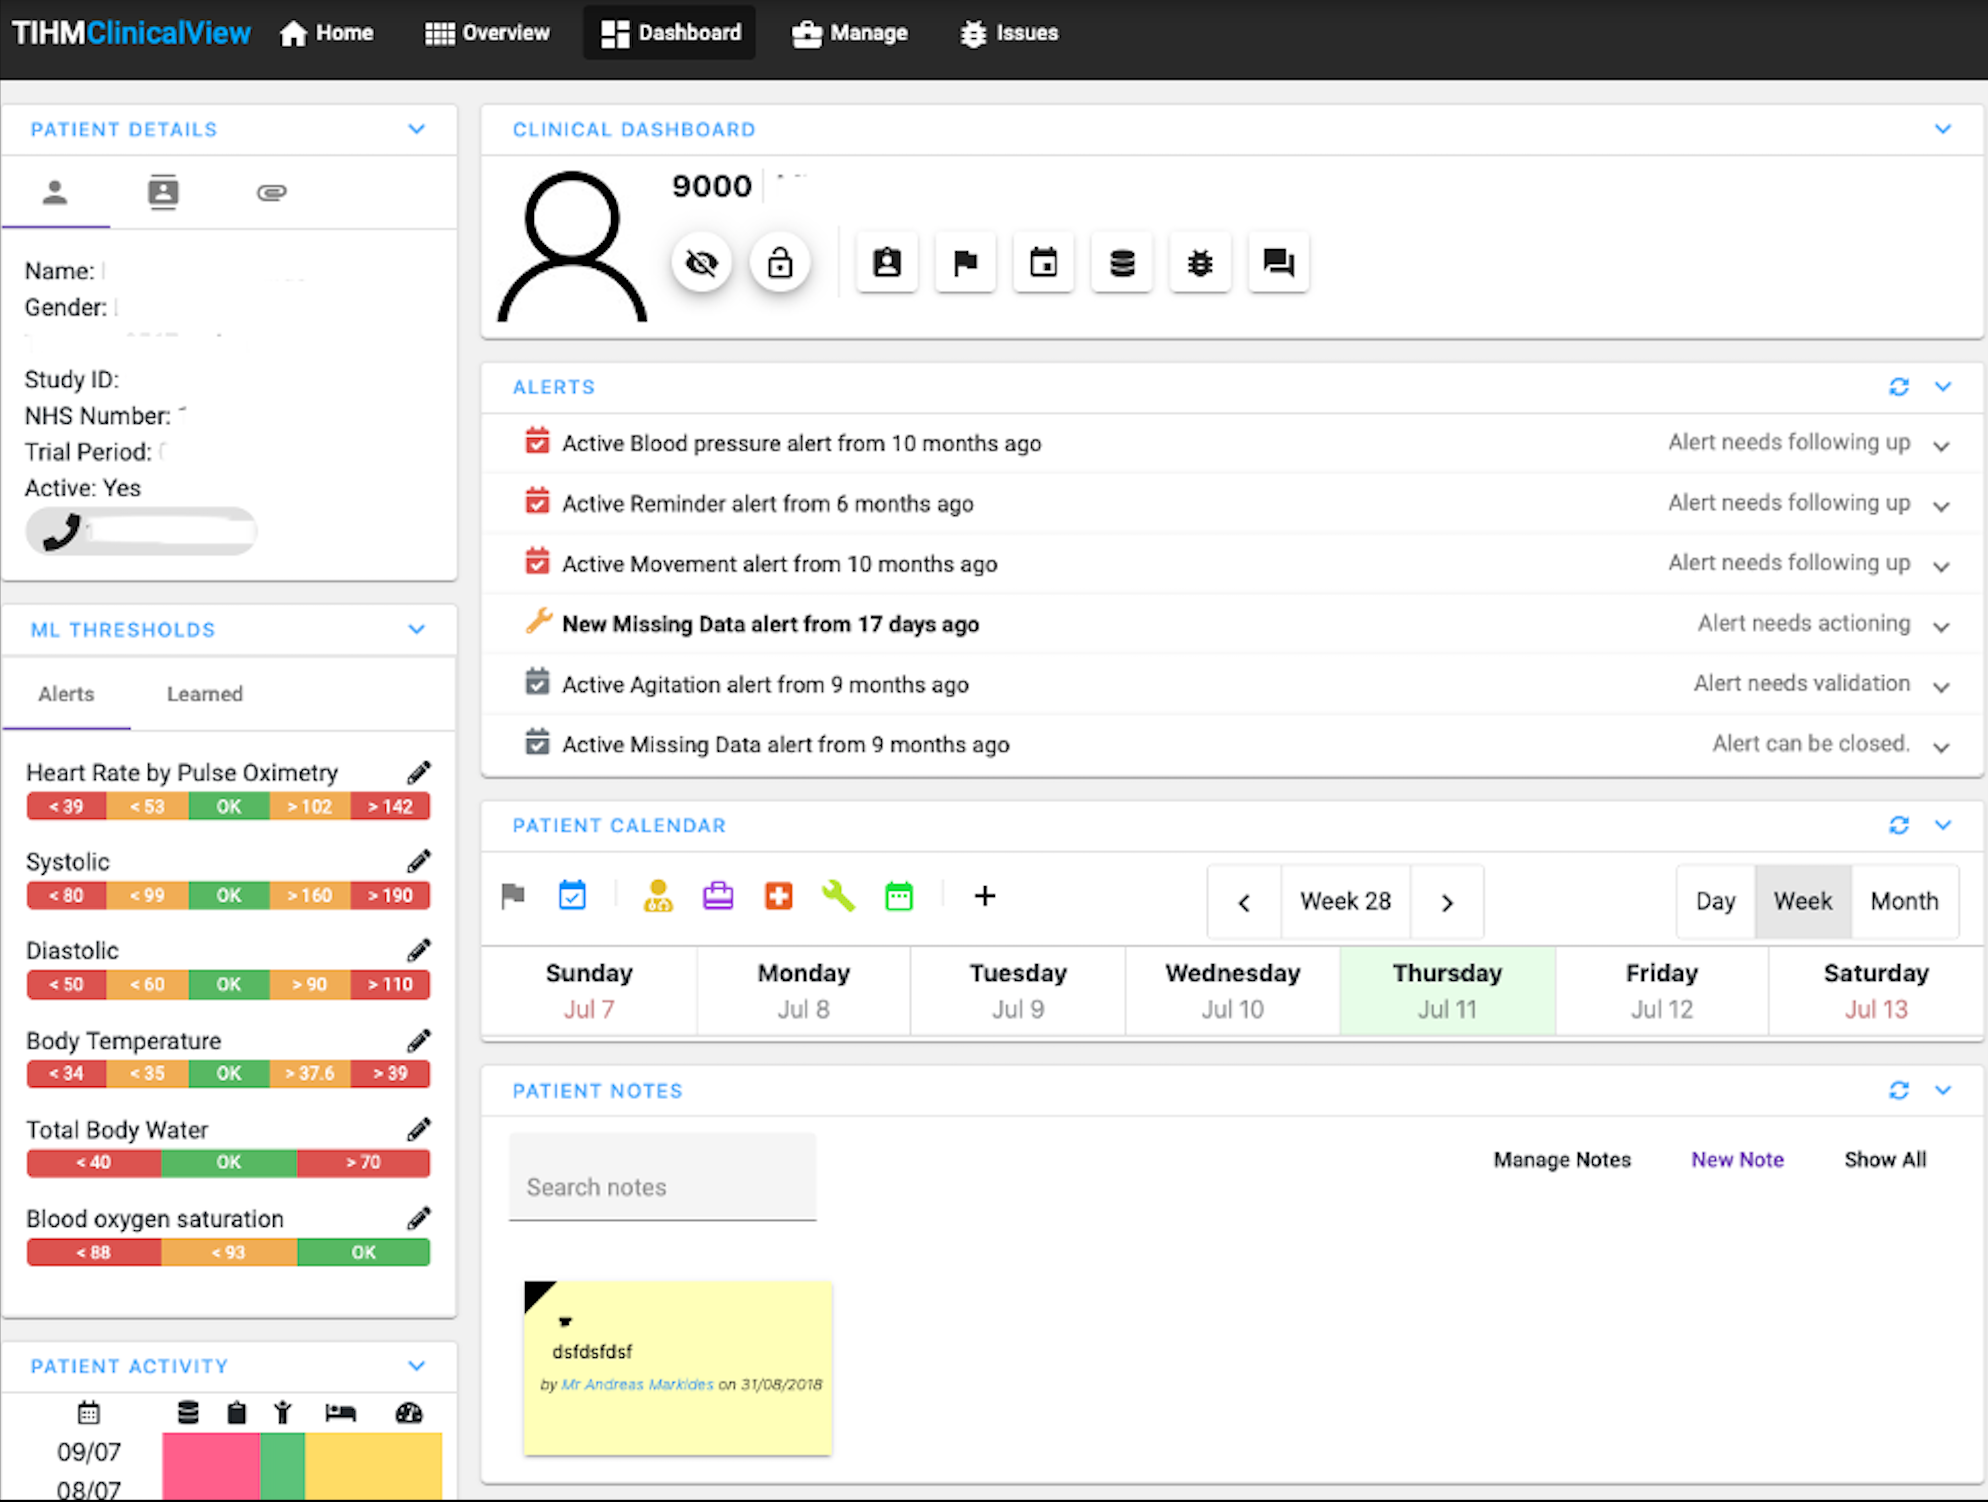 TIHMClinicalView Home Overview Dashboard Manage Issues
PATIENT DETAILS
Name:
Gender:
Study ID:
NHS Number:
Trial Period:
Active: Yes
ML THRESHOLDS
Alerts Learned
Heart Rate by Pulse Oximetry
< 39 < 53 OK > 102 > 142
Systolic
< 80 < 99 OK > 160 > 190
Diastolic
< 50 < 60 OK > 90 > 110
Body Temperature
< 34 < 35 OK > 37.6 > 39
Total Body Water
< 40 OK > 70
Blood oxygen saturation
< 88 < 93 OK
PATIENT ACTIVITY
09/07
08/07
CLINICAL DASHBOARD
9000
ALERTS
Active Blood pressure alert from 10 months ago Alert needs following up
Active Reminder alert from 6 months ago Alert needs following up
Active Movement alert from 10 months ago Alert needs following up
New Missing Data alert from 17 days ago Alert needs actioning
Active Agitation alert from 9 months ago Alert needs validation
Active Missing Data alert from 9 months ago Alert can be closed.
PATIENT CALENDAR
Week 28 Day Week Month
Sunday Monday Tuesday Wednesday Thursday Friday Saturday
Jul 7 Jul 8 Jul 9 Jul 10 Jul 11 Jul 12 Jul 13
PATIENT NOTES
Search notes Manage Notes New Note Show All
dsfdsfdsf
by Mr Andreas Markides on 31/08/2018